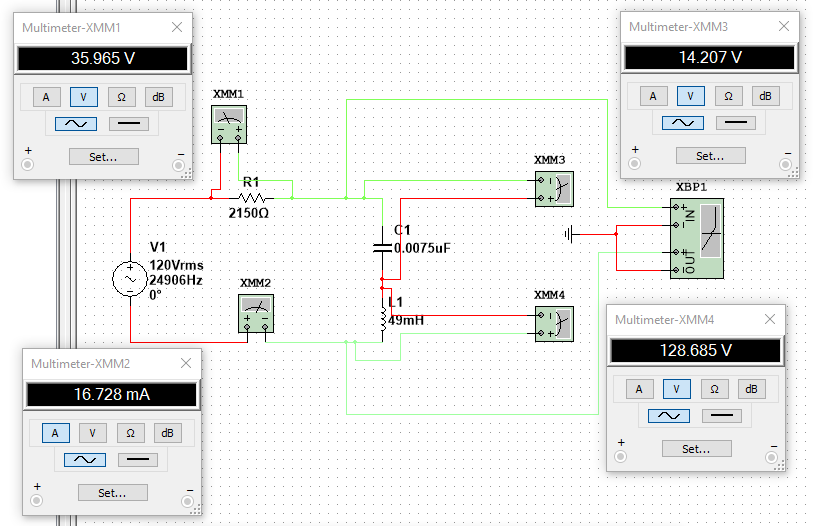 Multimeter-XMM1
35.965 V
A V Ω dB
+ Set... −
Multimeter-XMM3
14.207 V
A V Ω dB
+ Set... −
XMM1
− +
R1
2150Ω
XMM3
XBP1
+ − IN
+ − OUT
C1
0.0075uF
V1
120Vrms
24906Hz
0°
XMM2
+ −
L1
49mH
XMM4
Multimeter-XMM4
128.685 V
A V Ω dB
+ Set... −
Multimeter-XMM2
16.728 mA
A V Ω dB
+ Set... −